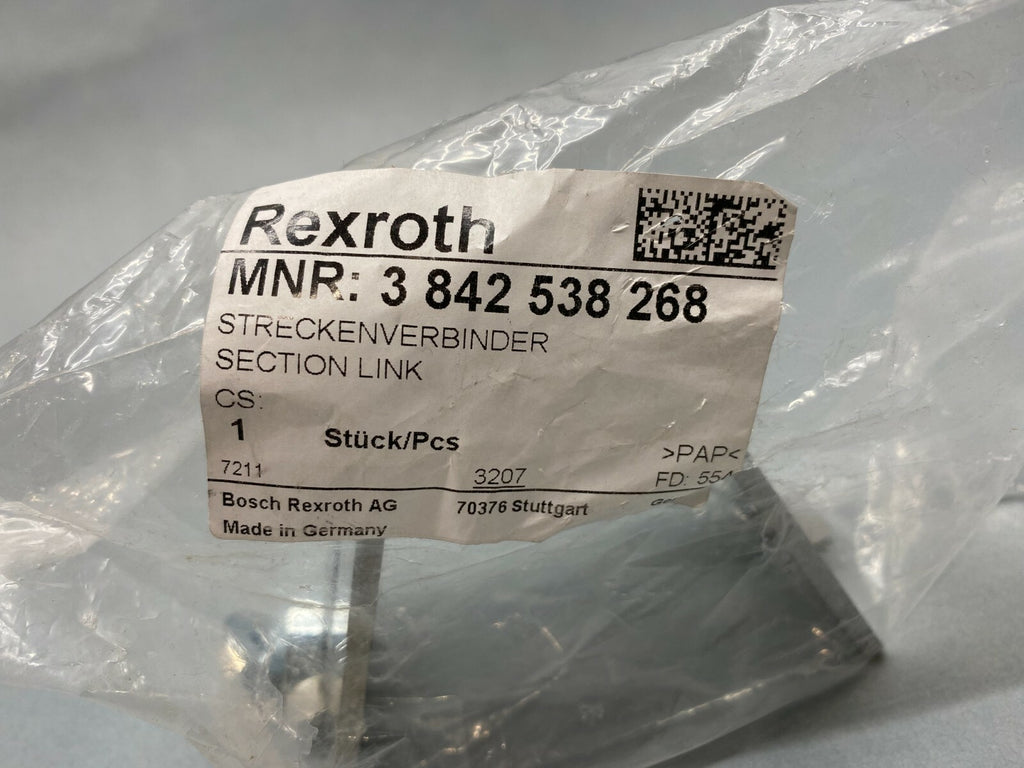 Rexroth
MNR: 3 842 538 268
STRECKENVERBINDER
SECTION LINK
CS:
1 Stück/Pcs
>PAP<
7211 3207 FD: 554
Bosch Rexroth AG 70376 Stuttgart
Made in Germany